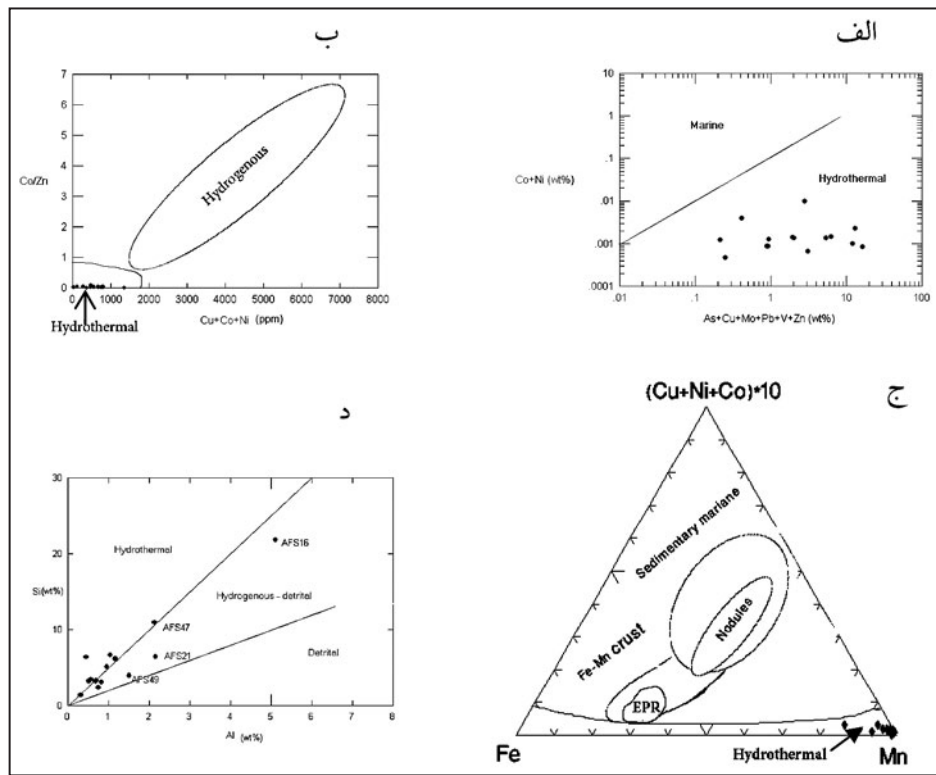 الف
10
1
.1
.01
.001
.0001
Co+Ni (wt%)
Marine
Hydrothermal
.01 .1 1 10 100
As+Cu+Mo+Pb+V+Zn (wt%)
ب
7
6
5
4
3
2
1
0
Co/Zn
Hydrogenous
0 1000 2000 3000 4000 5000 6000 7000 8000
Hydrothermal
Cu+Co+Ni (ppm)
ج
(Cu+Ni+Co)*10
Sedimentary mariane
Nodules
Fe-Mn crust
EPR
Hydrothermal
Fe
Mn
د
30
20
10
0
Si(wt%)
Hydrothermal
AFS16
Hydrogenous - detrital
AFS47
AFS21
Detrital
AFS49
0 1 2 3 4 5 6 7 8
Al (wt%)